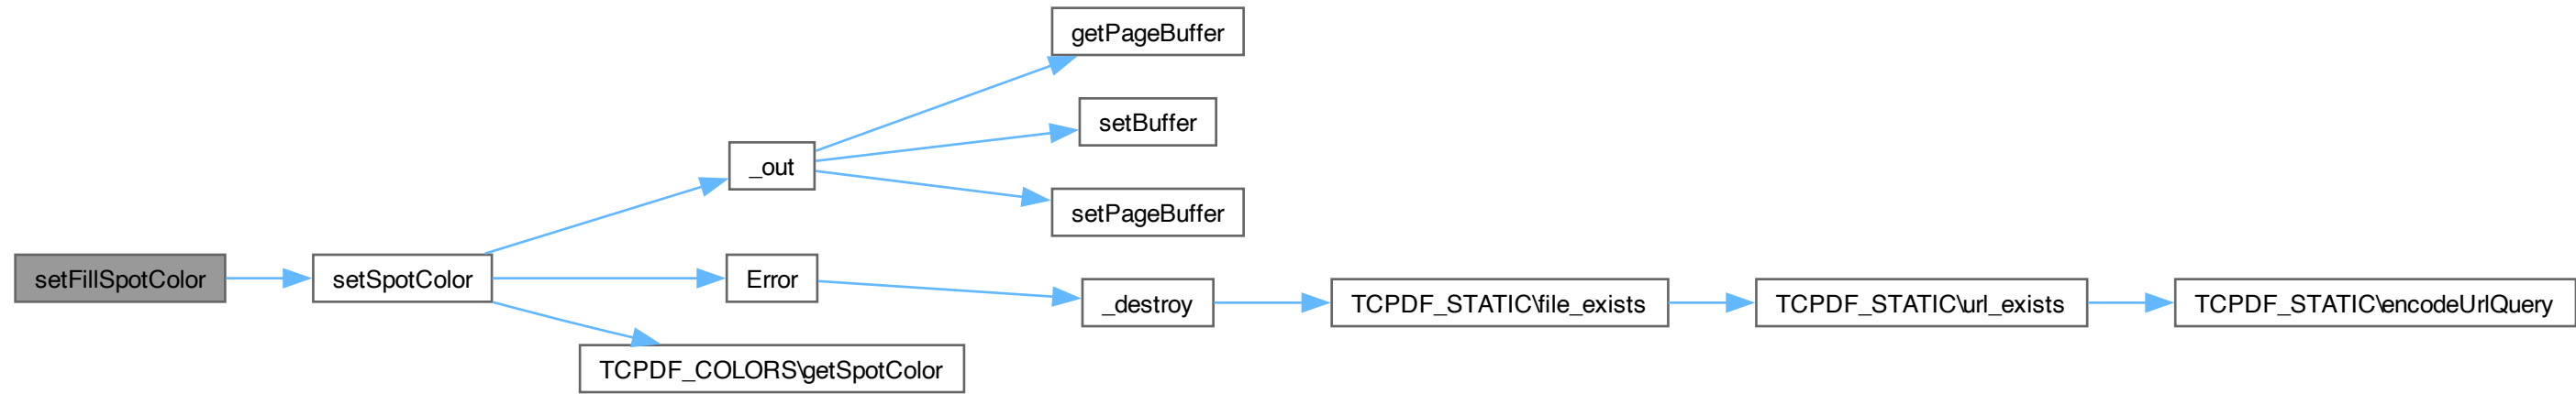 getPageBuffer
setBuffer
_out
setPageBuffer
setFillSpotColor
setSpotColor
Error
_destroy
TCPDF_STATIC\file_exists
TCPDF_STATIC\url_exists
TCPDF_STATIC\encodeUrlQuery
TCPDF_COLORS\getSpotColor